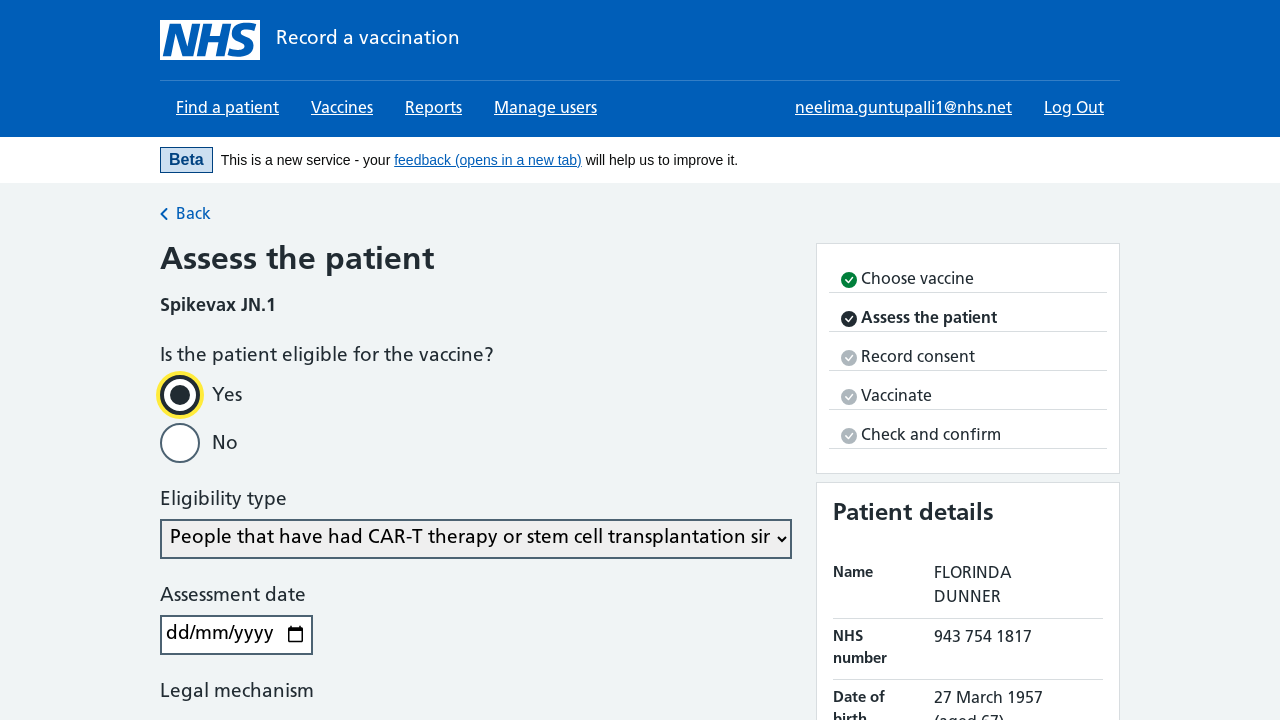 NHS Record a vaccination
Find a patient Vaccines Reports Manage users neelima.guntupalli1@nhs.net Log Out
Beta This is a new service - your feedback (opens in a new tab) will help us to improve it.
Back
Assess the patient
Spikevax JN.1
Is the patient eligible for the vaccine?
Yes
No
Eligibility type
People that have had CAR-T therapy or stem cell transplantation sir
Assessment date
dd/mm/yyyy
Legal mechanism
Choose vaccine
Assess the patient
Record consent
Vaccinate
Check and confirm
Patient details
Name FLORINDA
DUNNER
NHS 943 754 1817
number
Date of 27 March 1957
birth (aged 67)